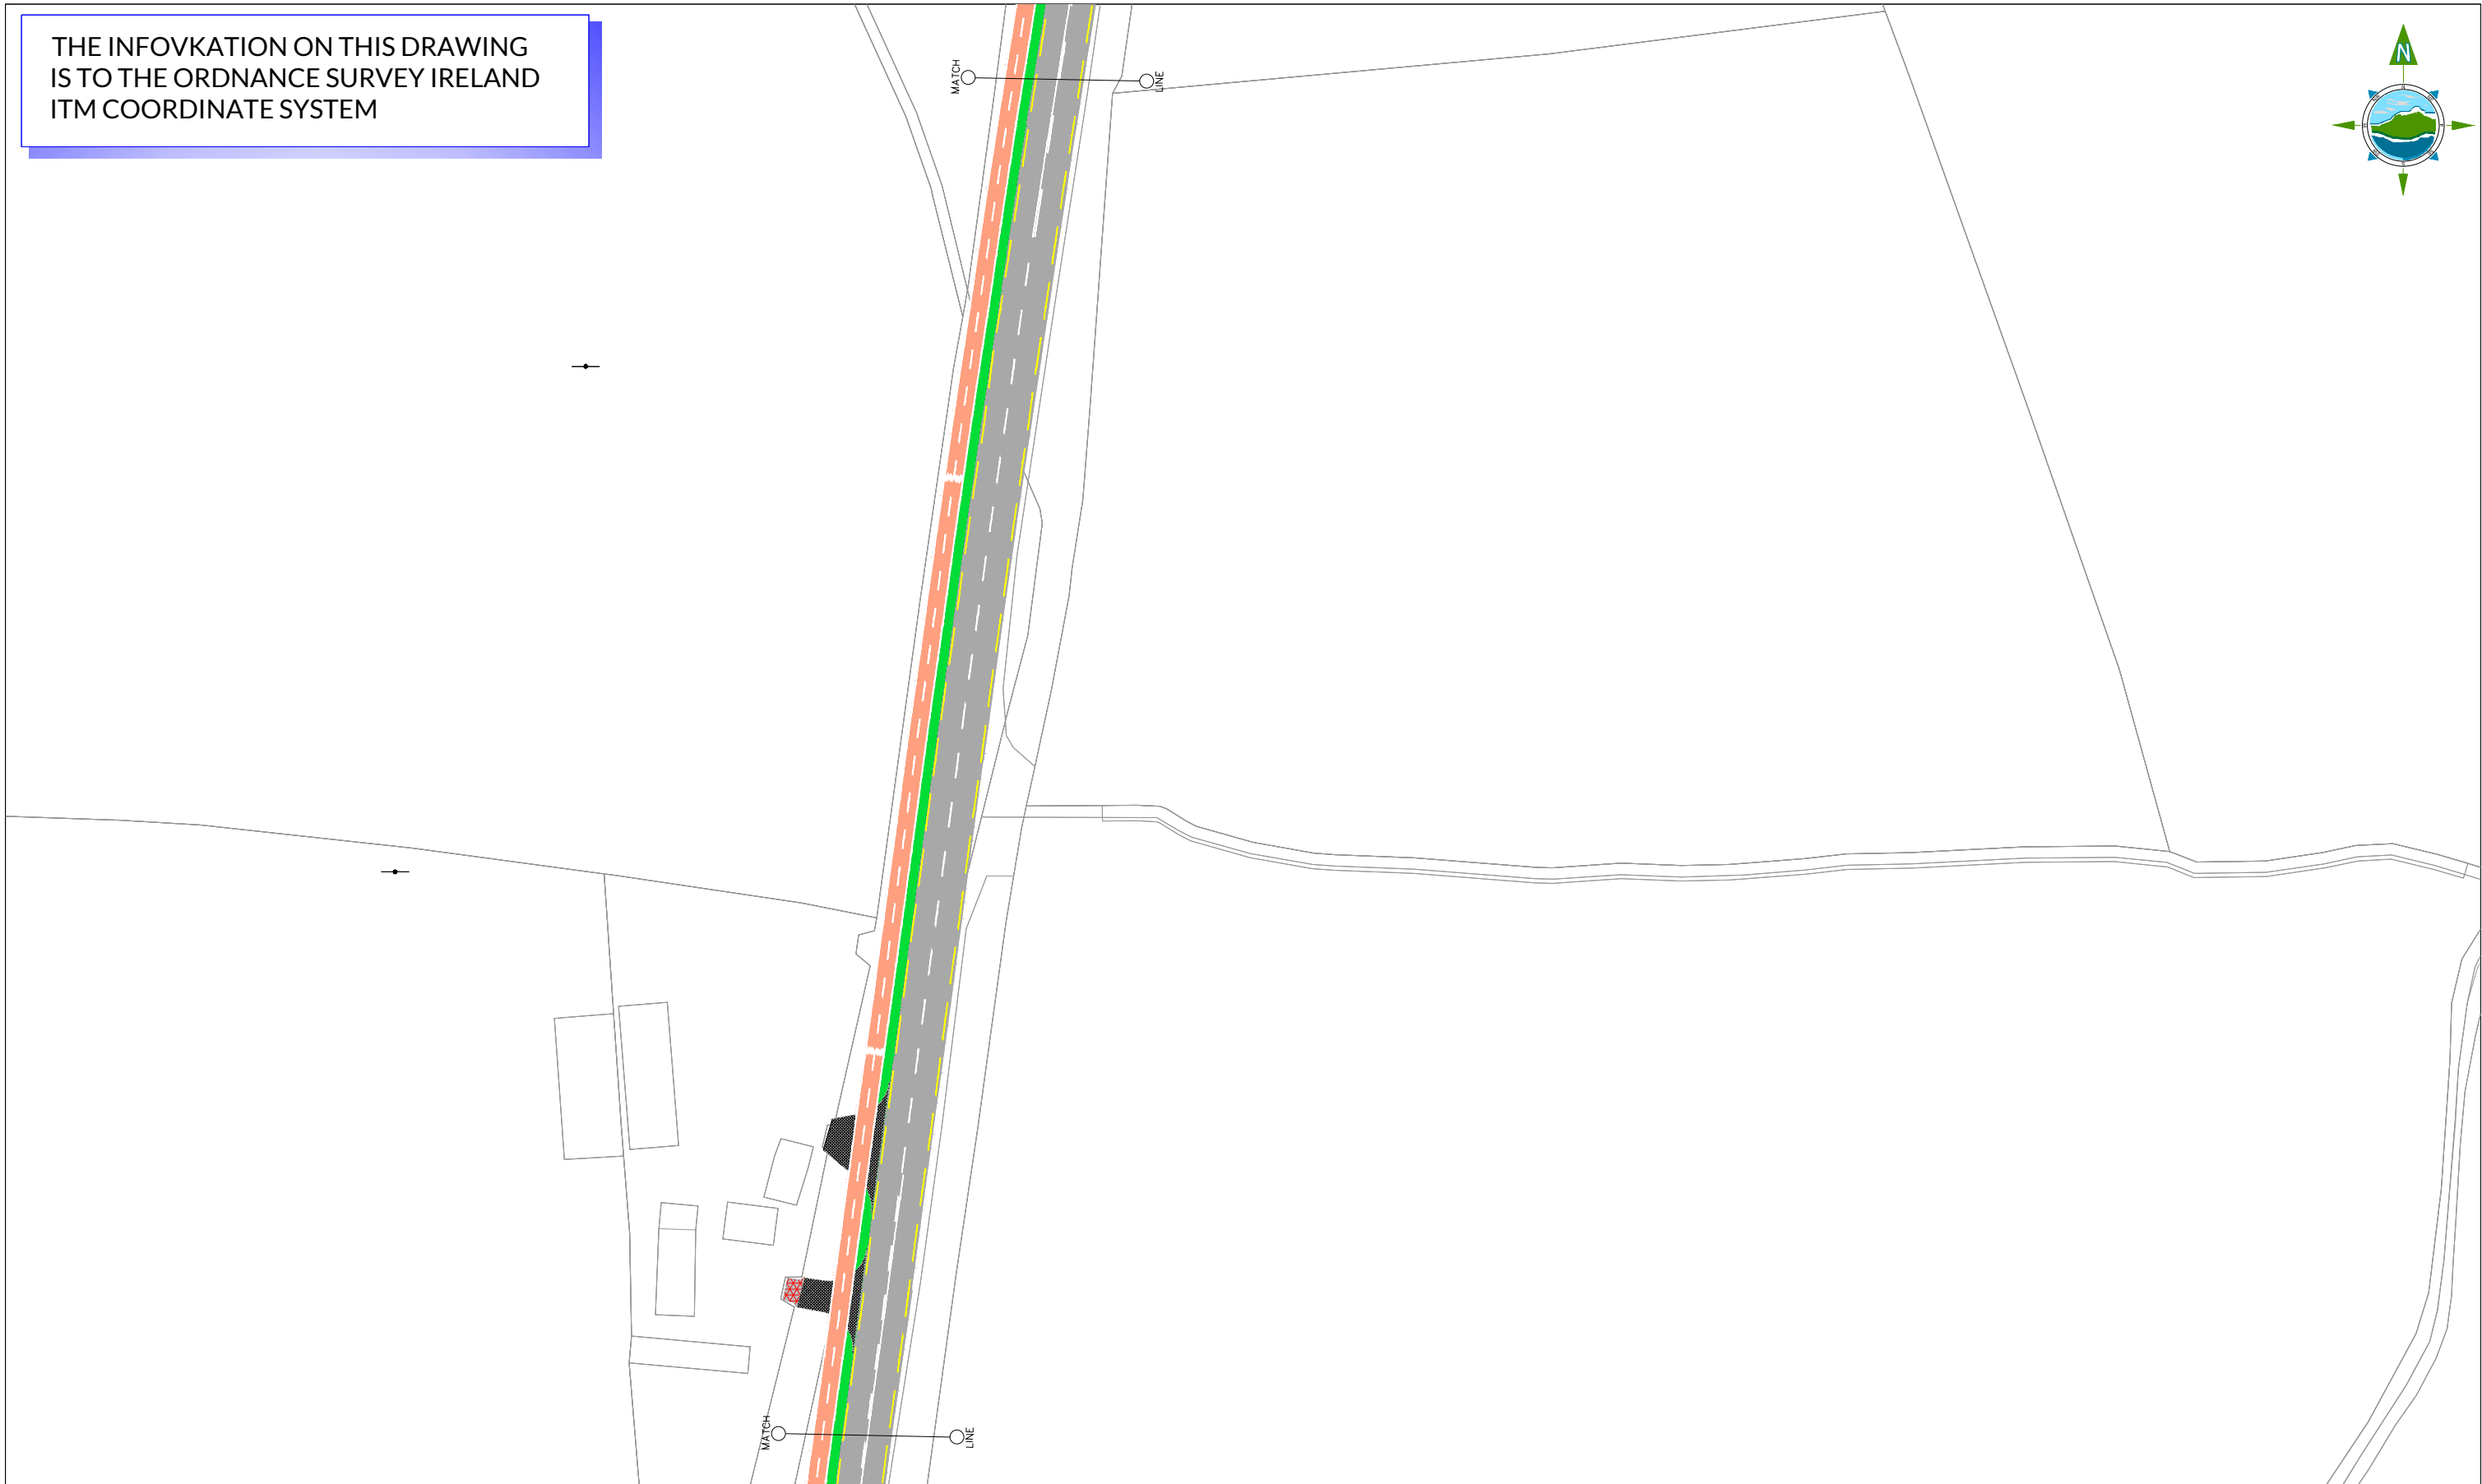 THE INFOVKATION ON THIS DRAWING
IS TO THE ORDNANCE SURVEY IRELAND
ITM COORDINATE SYSTEM
N
MATCH
LINE
MATCH
LINE